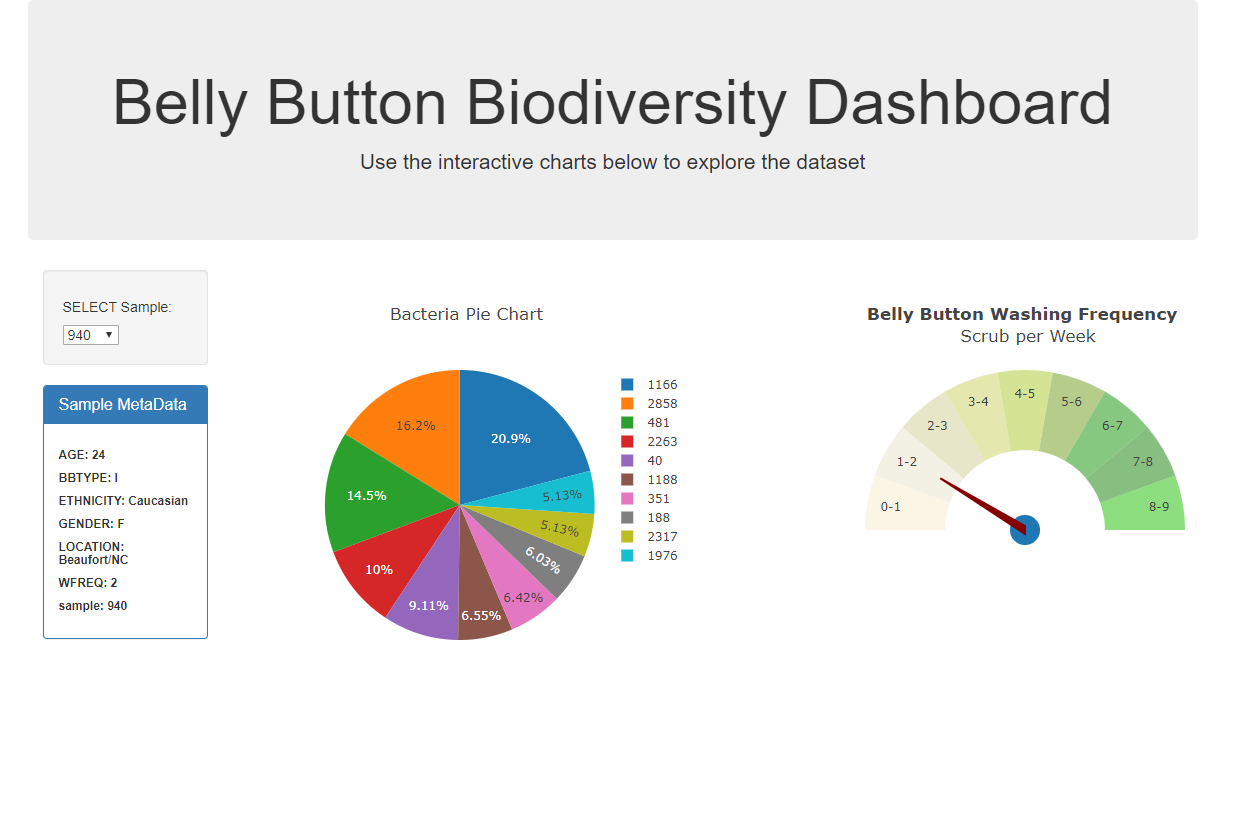 Belly Button Biodiversity Dashboard
Use the interactive charts below to explore the dataset
SELECT Sample:
940
Sample MetaData
AGE: 24
BBTYPE: I
ETHNICITY: Caucasian
GENDER: F
LOCATION:
Beaufort/NC
WFREQ: 2
sample: 940
Bacteria Pie Chart
20.9%
16.2%
14.5%
10%
9.11%
6.55%
6.42%
6.03%
5.13%
5.13%
1166
2858
481
2263
40
1188
351
188
2317
1976
Belly Button Washing Frequency
Scrub per Week
0-1
1-2
2-3
3-4
4-5
5-6
6-7
7-8
8-9